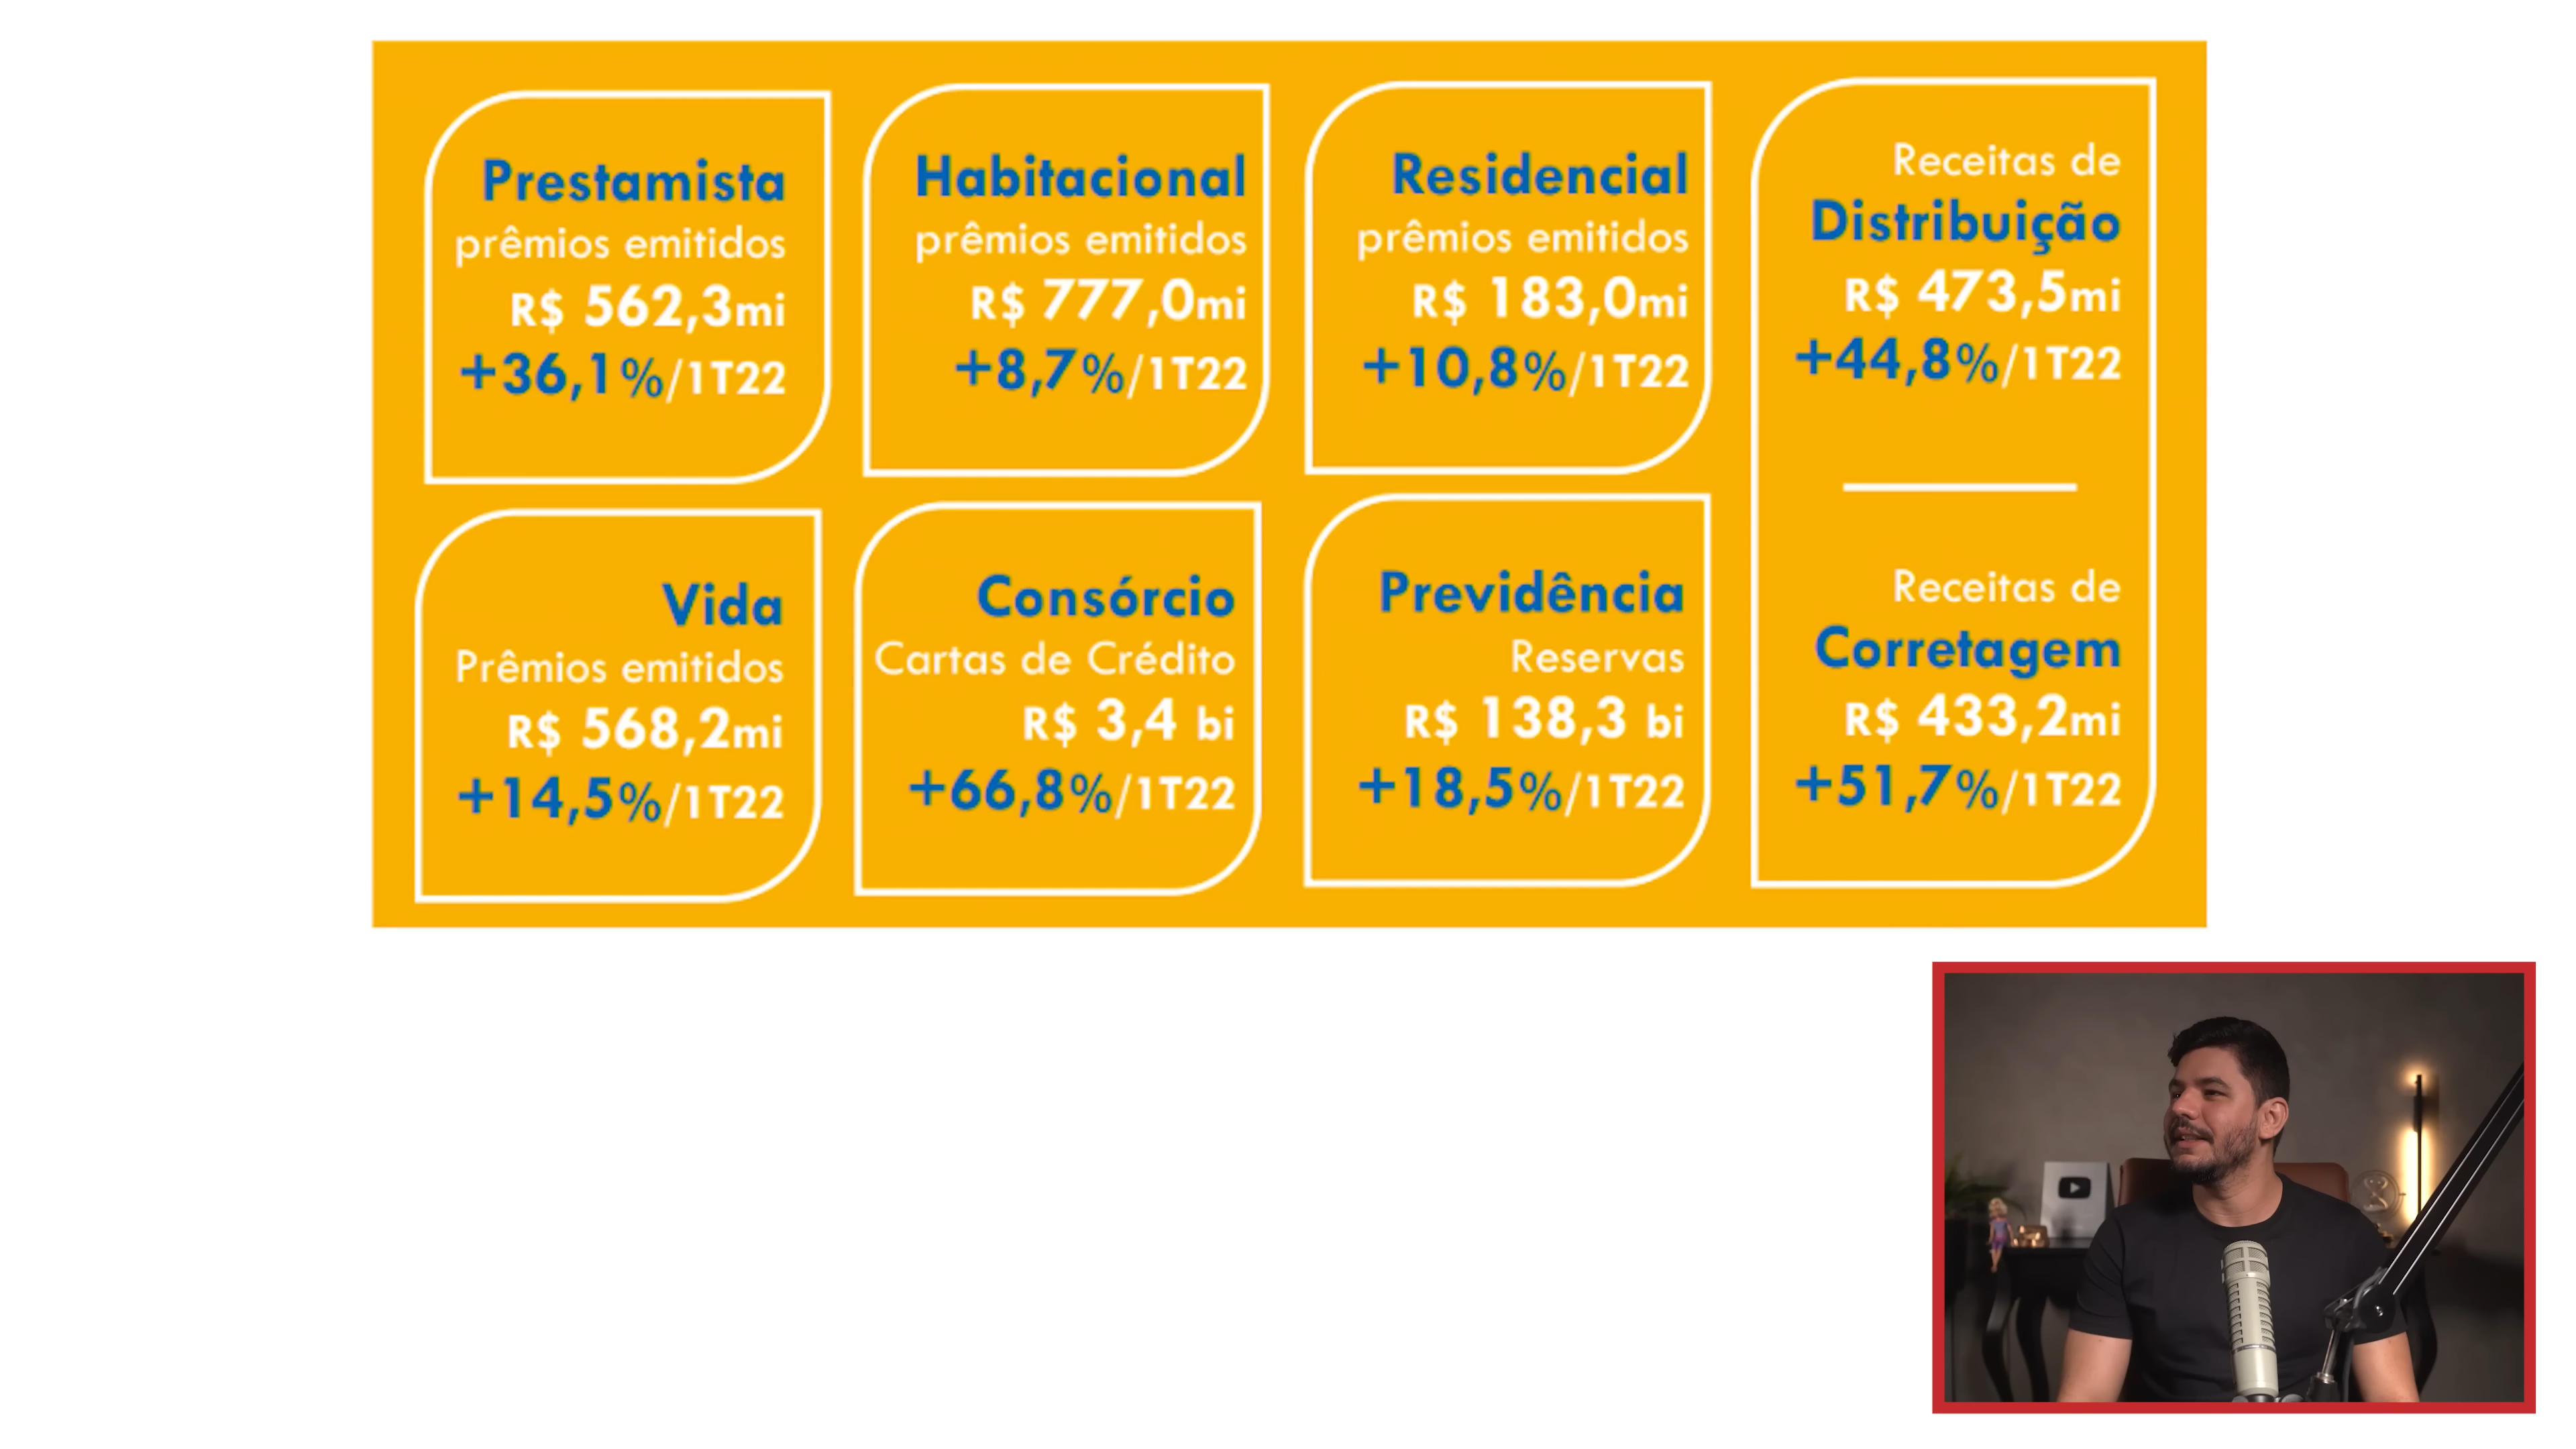 Prestamista
prêmios emitidos
R$ 562,3mi
+36,1%/1T22
Habitacional
prêmios emitidos
R$ 777,0mi
+8,7%/1T22
Residencial
prêmios emitidos
R$ 183,0mi
+10,8%/1T22
Receitas de
Distribuição
R$ 473,5mi
+44,8%/1T22
Vida
Prêmios emitidos
R$ 568,2mi
+14,5%/1T22
Consórcio
Cartas de Crédito
R$ 3,4 bi
+66,8%/1T22
Previdência
Reservas
R$ 138,3 bi
+18,5%/1T22
Receitas de
Corretagem
R$ 433,2mi
+51,7%/1T22